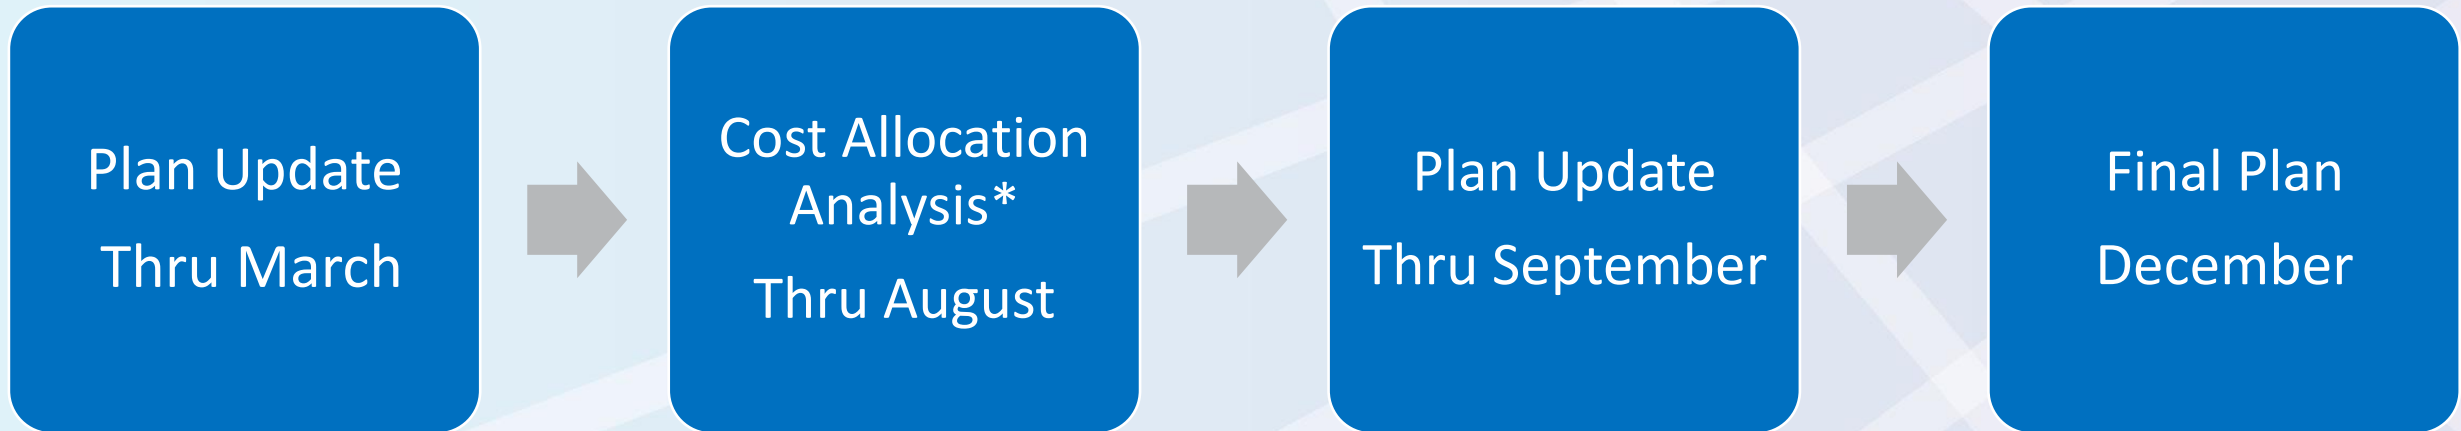 Plan Update
Thru March
Cost Allocation
Analysis*
Thru August
Plan Update
Thru September
Final Plan
December